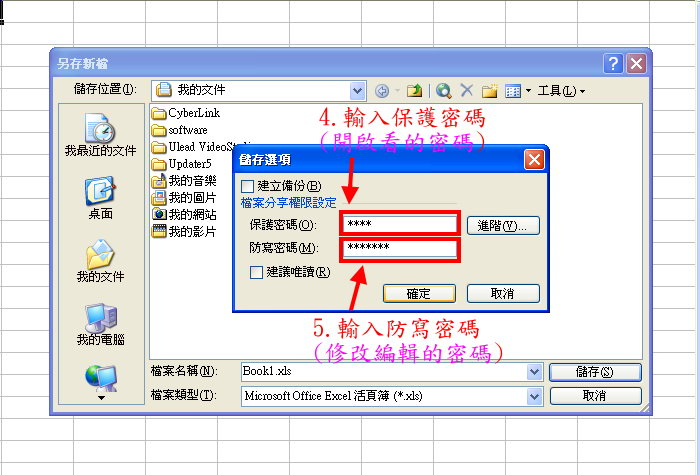 另存新檔
儲存位置(I):
我的文件
工具(L)
我最近的文件
桌面
我的文件
我的電腦
CyberLink
software
Ulead VideoStudio
Updater5
我的音樂
我的圖片
我的網站
我的影片
4.輸入保護密碼
(開啟看的密碼)
儲存選項
建立備份(B)
檔案分享權限設定
保護密碼(O):
****
進階(V)...
防寫密碼(M):
*******
建議唯讀(R)
確定
取消
5.輸入防寫密碼
(修改編輯的密碼)
檔案名稱(N):
Book1.xls
儲存(S)
檔案類型(T):
Microsoft Office Excel 活頁簿 (*.xls)
取消